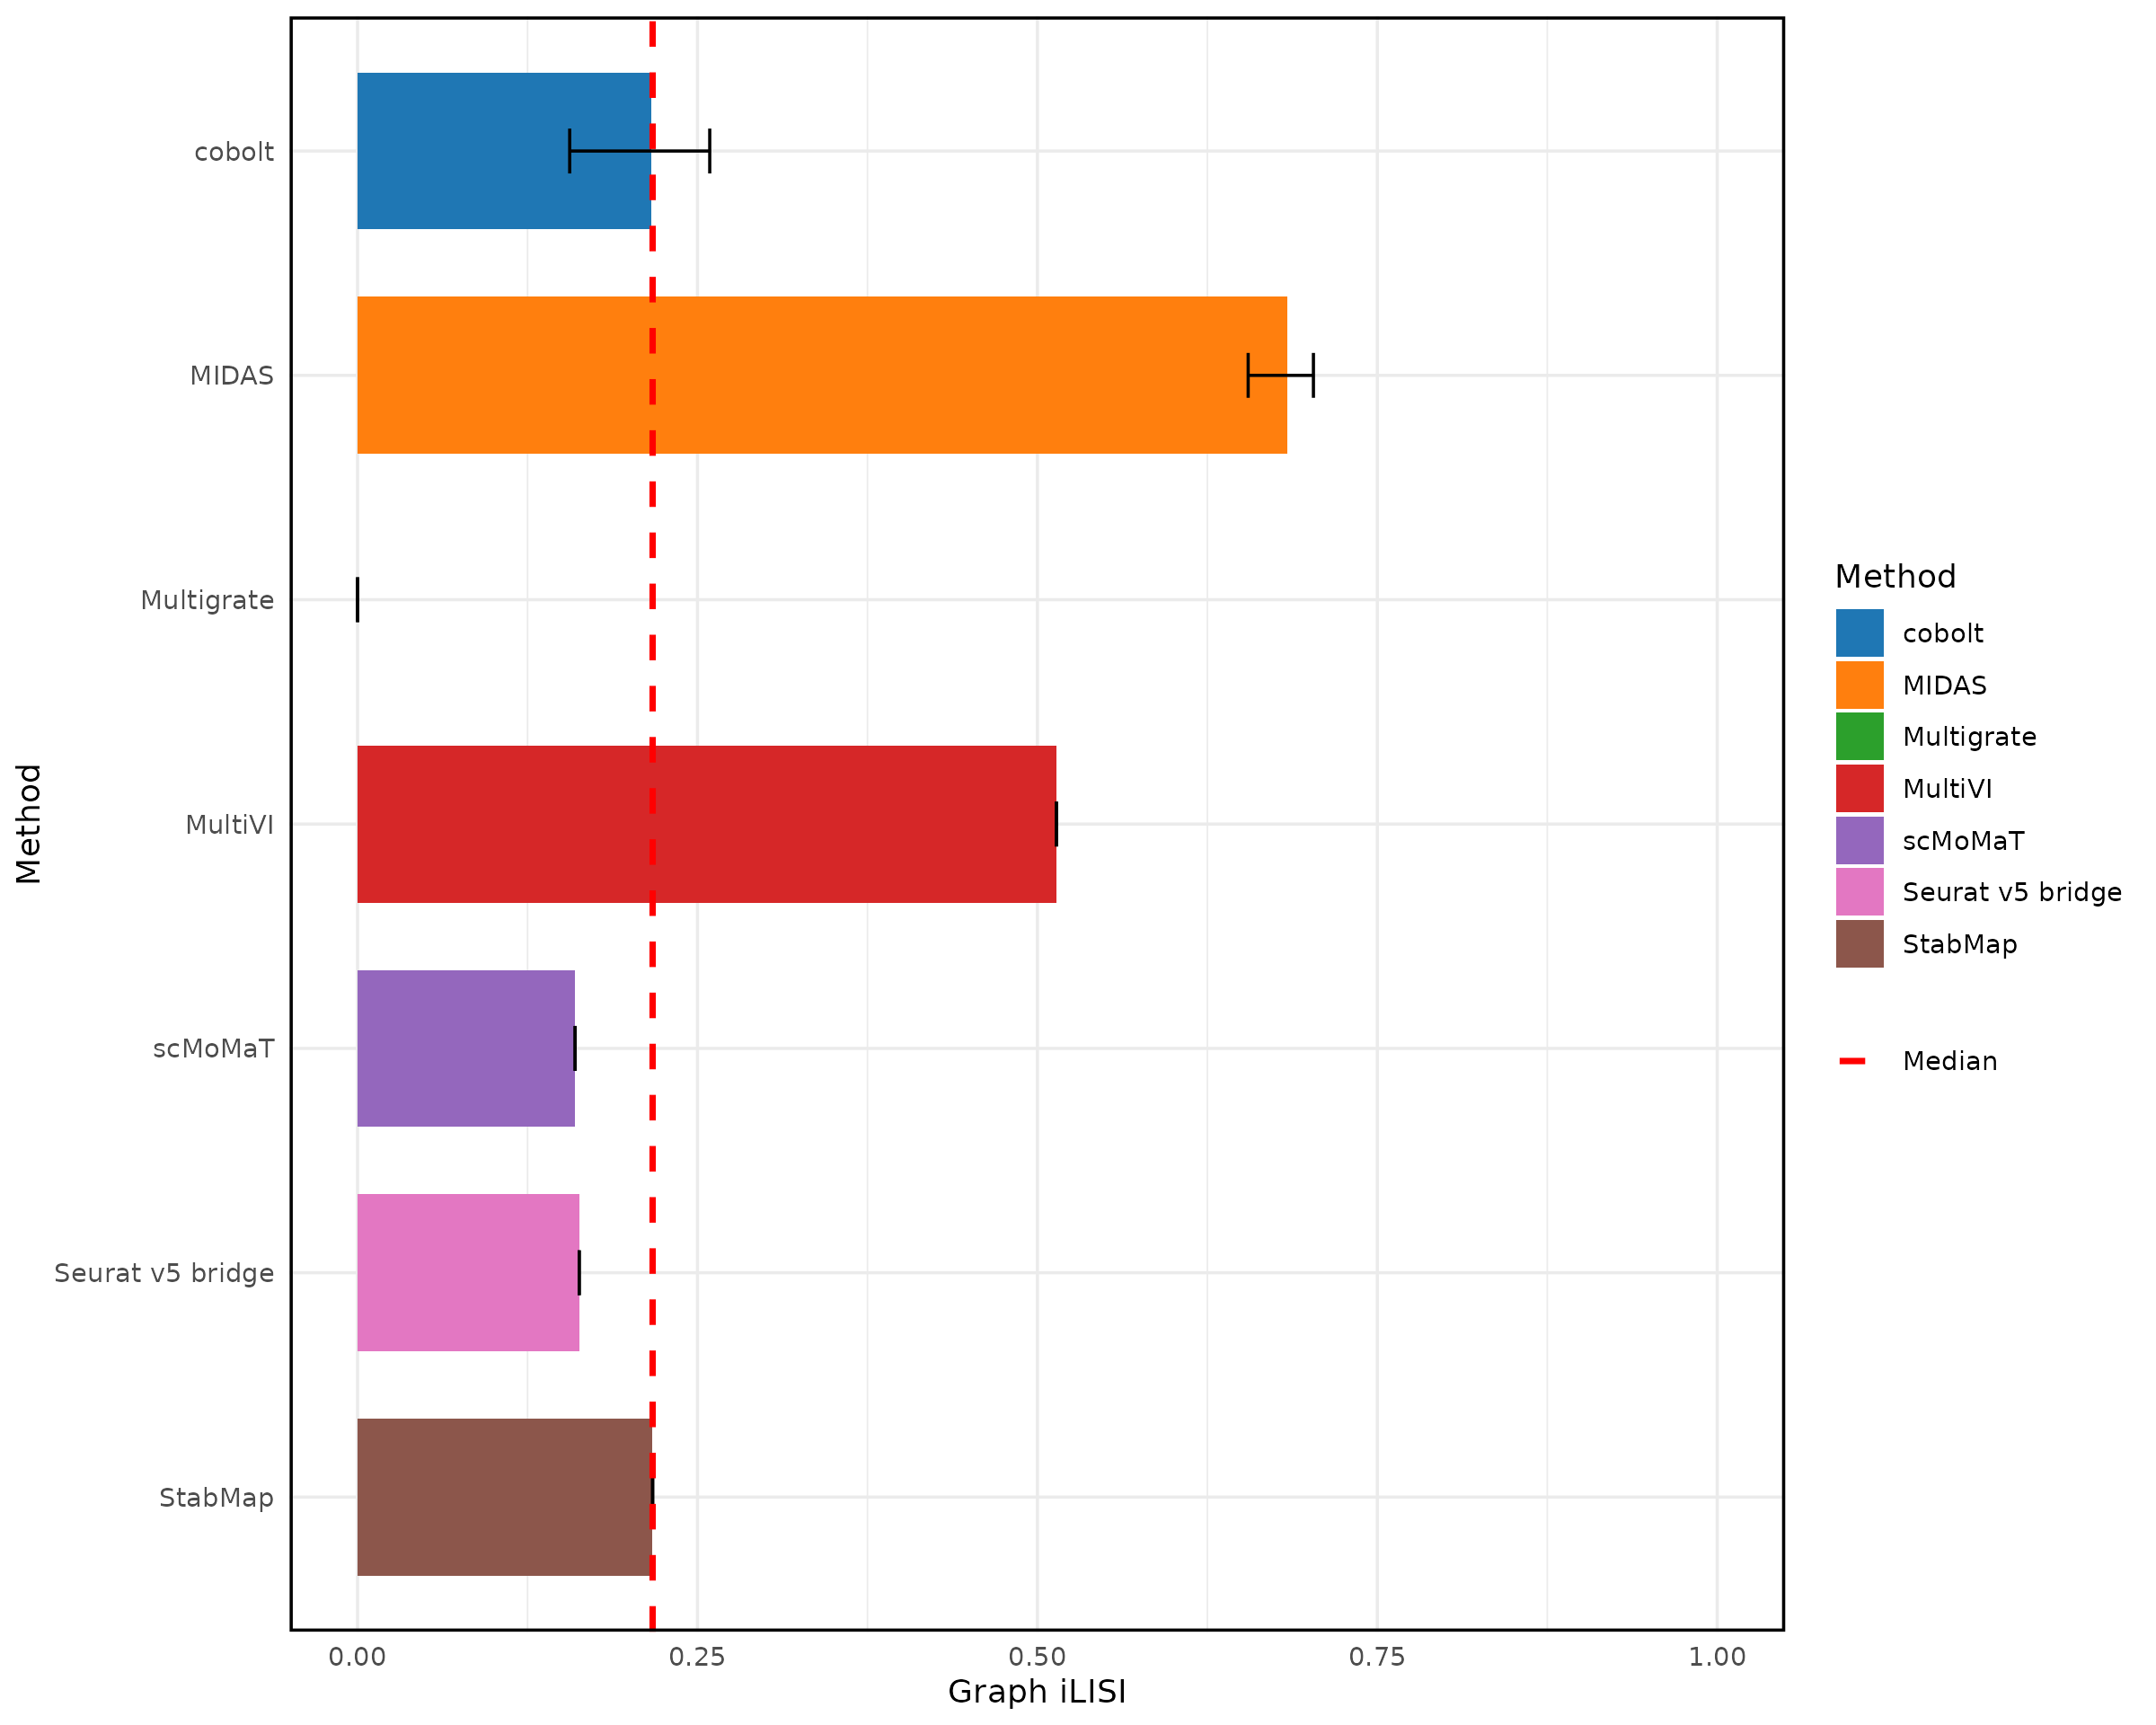 cobolt
MIDAS
Multigrate
MultiVI
scMoMaT
Seurat v5 bridge
StabMap
Method
0.00 0.25 0.50 0.75 1.00
Graph iLISI
Method
cobolt
MIDAS
Multigrate
MultiVI
scMoMaT
Seurat v5 bridge
StabMap
Median